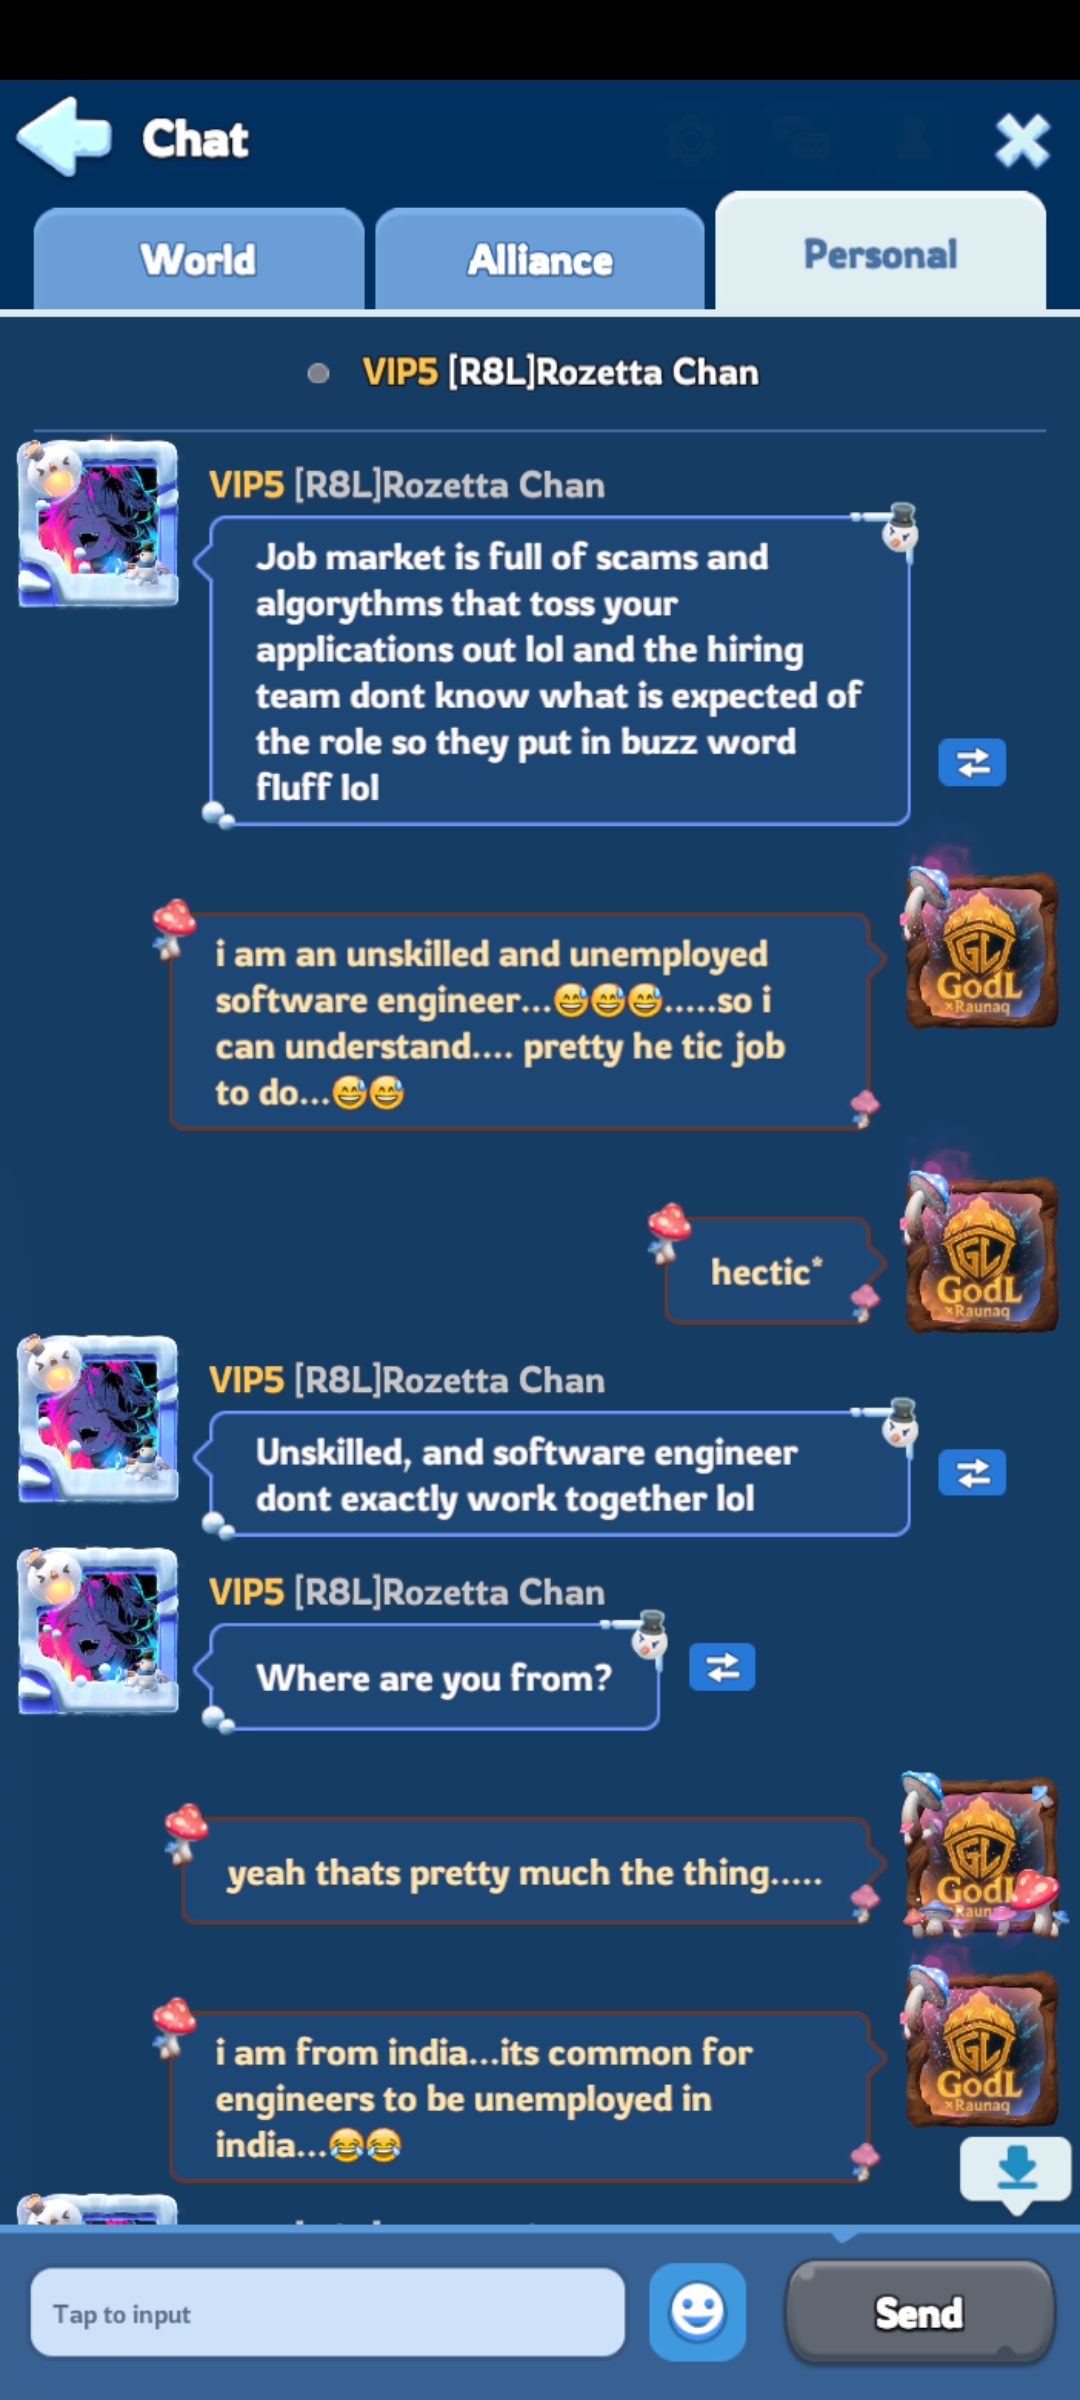 Chat
World
Alliance
Personal
VIP5 [R8L]Rozetta Chan
VIP5 [R8L]Rozetta Chan
Job market is full of scams and
algorythms that toss your
applications out lol and the hiring
team dont know what is expected of
the role so they put in buzz word
fluff lol
GL
GodL
×Raunaq
i am an unskilled and unemployed
software engineer...😅😅😅.....so i
can understand.... pretty he tic job
to do...😅😅
GL
GodL
×Raunaq
hectic*
VIP5 [R8L]Rozetta Chan
Unskilled, and software engineer
dont exactly work together lol
VIP5 [R8L]Rozetta Chan
Where are you from?
GL
yeah thats pretty much the thing.....
GL
GodL
×Raunaq
i am from india...its common for
engineers to be unemployed in
india...😂😂
Tap to input
Send